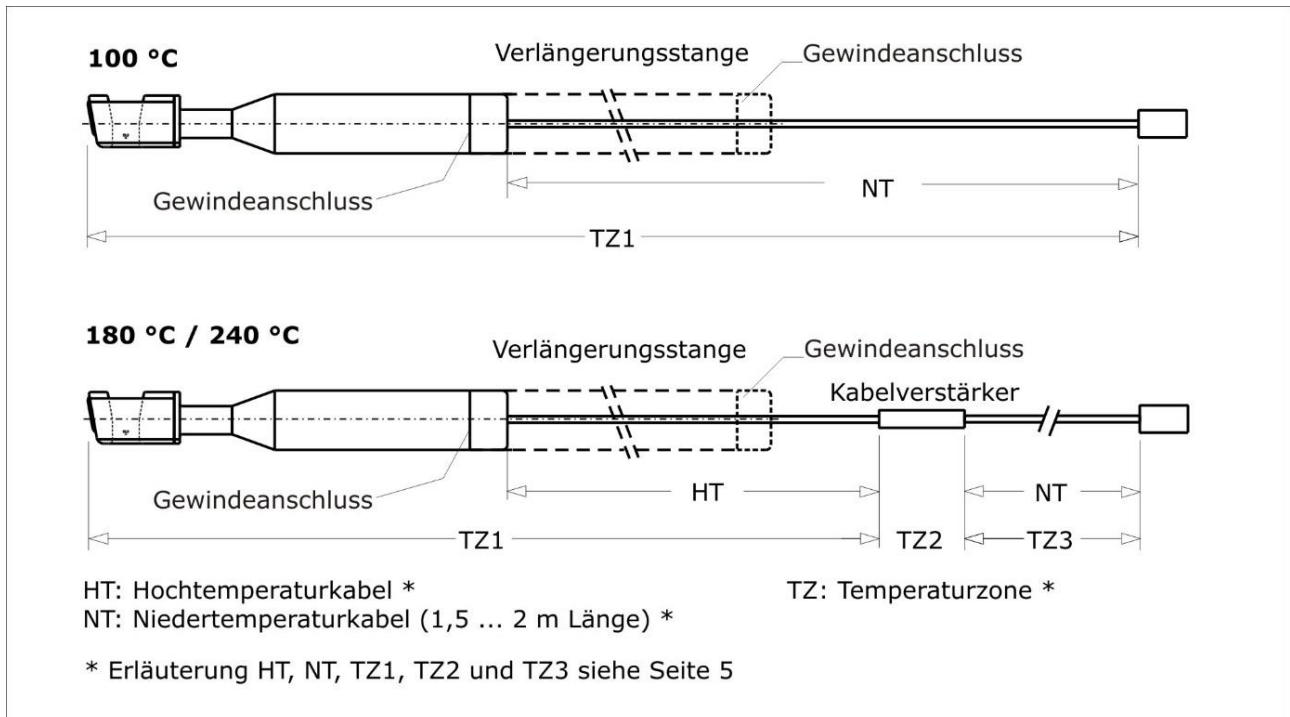 100 °C
Verlängerungsstange
Gewindeanschluss
Gewindeanschluss
NT
TZ1
180 °C / 240 °C
Verlängerungsstange
Gewindeanschluss
Kabelverstärker
Gewindeanschluss
HT
NT
TZ1
TZ2
TZ3
HT: Hochtemperaturkabel *
TZ: Temperaturzone *
NT: Niedertemperaturkabel (1,5 ... 2 m Länge) *
* Erläuterung HT, NT, TZ1, TZ2 und TZ3 siehe Seite 5